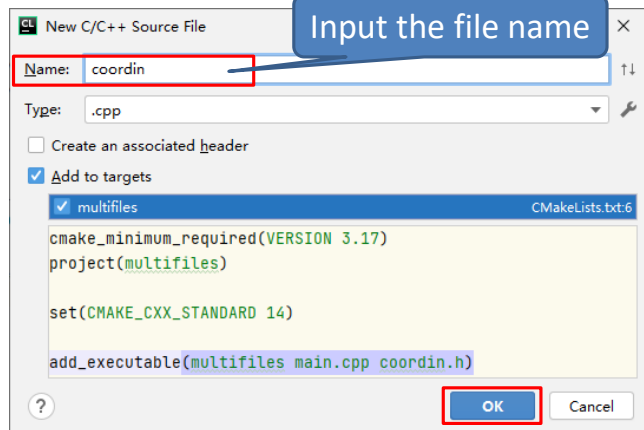 Input the file name
CL New C/C++ Source File
Name: coordin
Type: .cpp
Create an associated header
Add to targets
multifiles CMakeLists.txt:6
cmake_minimum_required(VERSION 3.17)
project(multifiles)
set(CMAKE_CXX_STANDARD 14)
add_executable(multifiles main.cpp coordin.h)
? OK Cancel